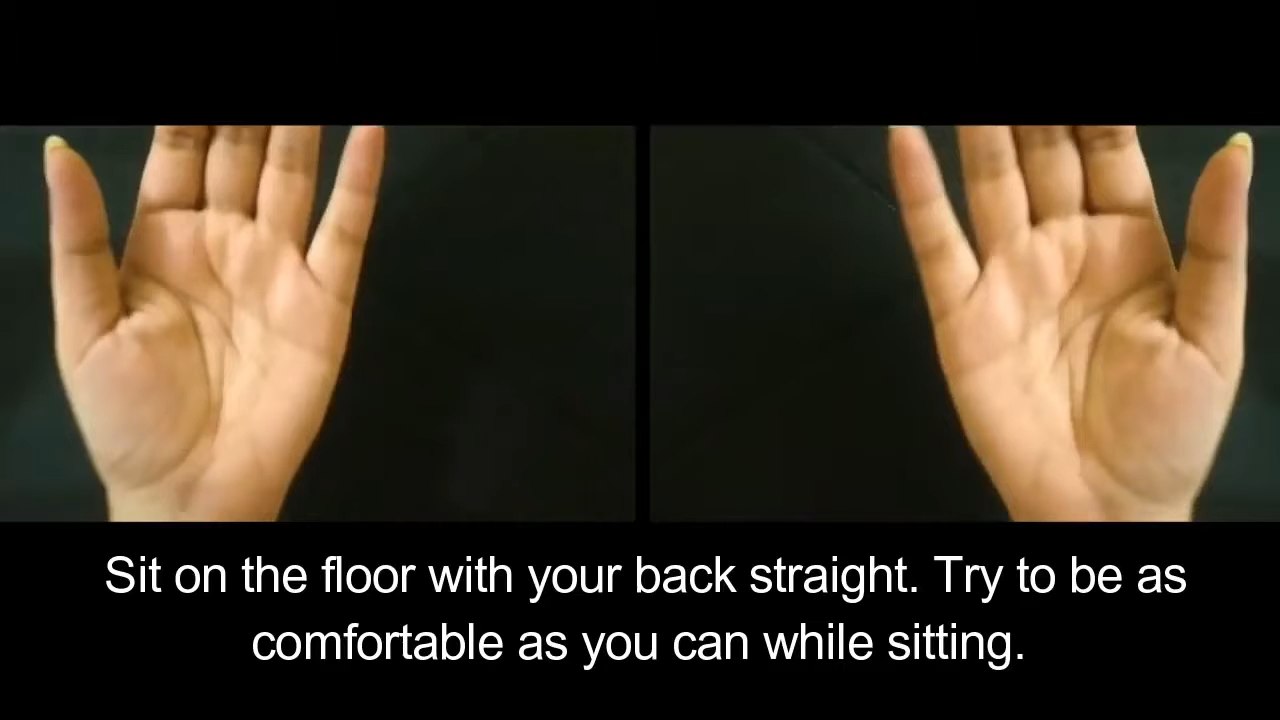 Sit on the floor with your back straight. Try to be as
comfortable as you can while sitting.